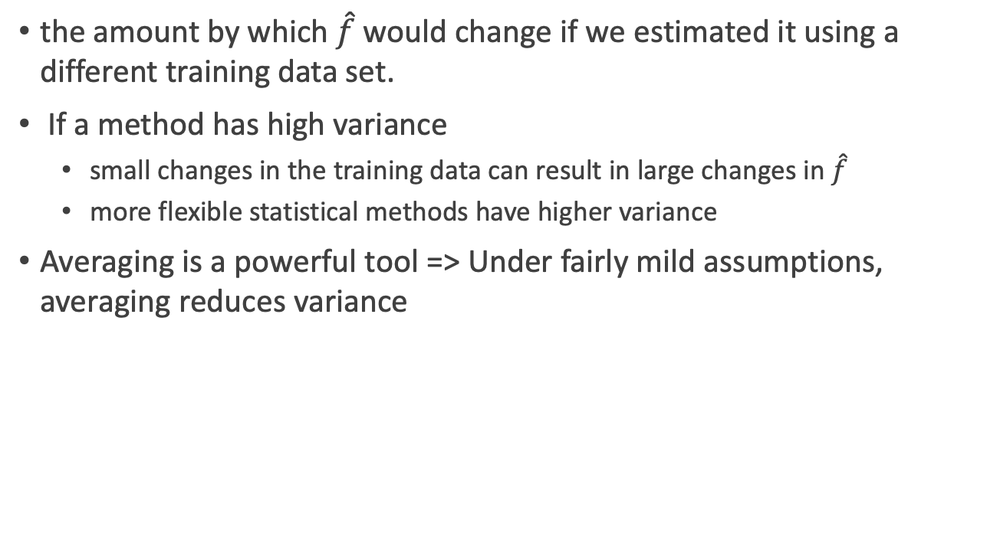 • the amount by which f̂ would change if we estimated it using a
different training data set.
• If a method has high variance
• small changes in the training data can result in large changes in f̂
• more flexible statistical methods have higher variance
• Averaging is a powerful tool => Under fairly mild assumptions,
averaging reduces variance